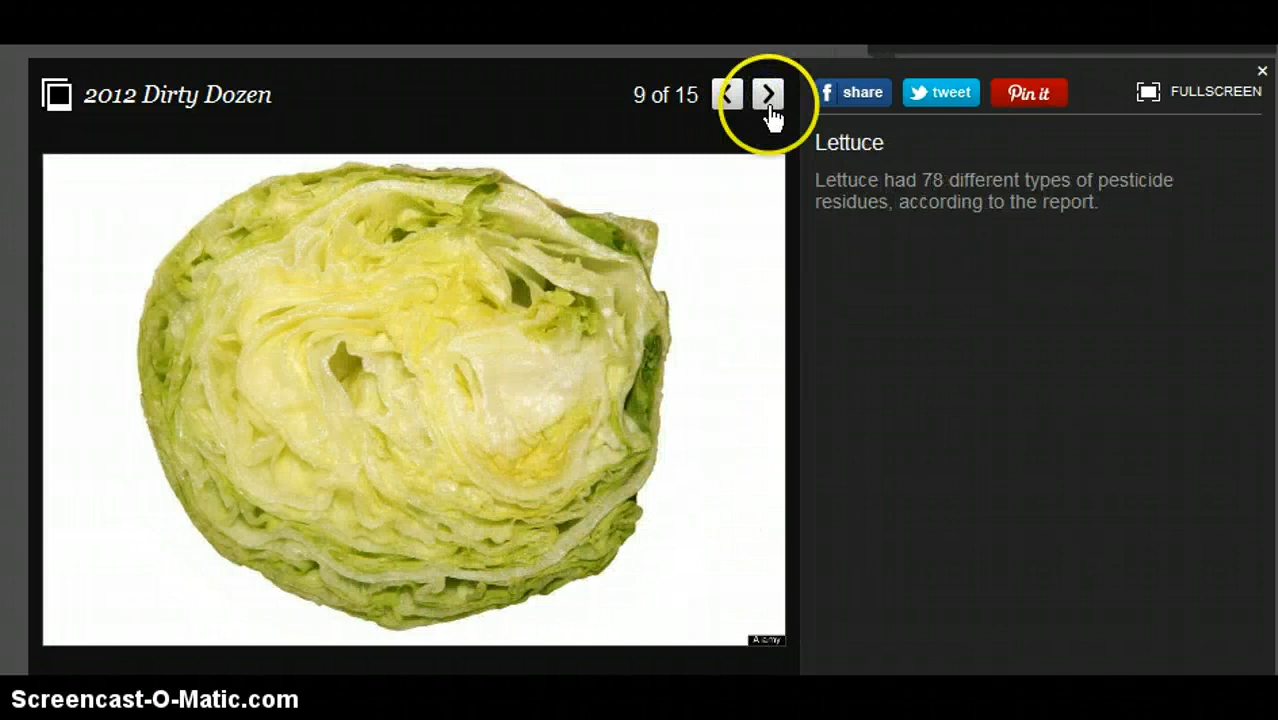 2012 Dirty Dozen
9 of 15
share
tweet
Pin it
FULLSCREEN
Lettuce
Lettuce had 78 different types of pesticide
residues, according to the report.
Alamy
Screencast-O-Matic.com